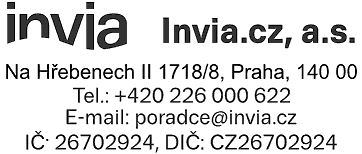 invia Invia.cz, a.s.
Na Hřebenech II 1718/8, Praha, 140 00
Tel.: +420 226 000 622
E-mail: poradce@invia.cz
IČ: 26702924, DIČ: CZ26702924